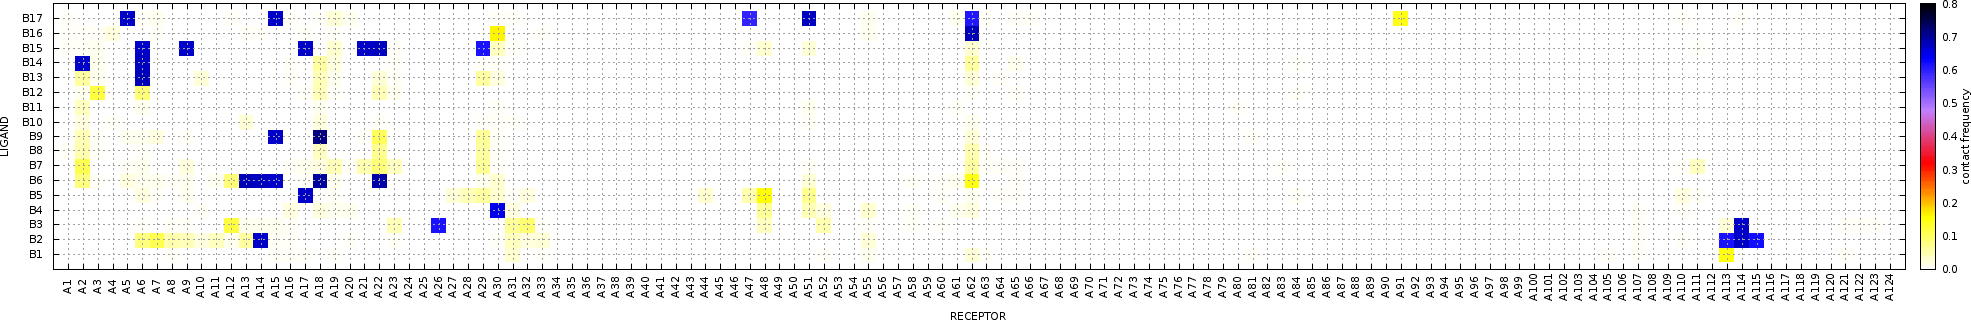 B17
B16
B15
B14
B13
B12
B11
B10
B9
B8
B7
B6
B5
B4
B3
B2
B1
LIGAND
A1 A2 A3 A4 A5 A6 A7 A8 A9 A10 A11 A12 A13 A14 A15 A16 A17 A18 A19 A20 A21 A22 A23 A24 A25 A26 A27 A28 A29 A30 A31 A32 A33 A34 A35 A36 A37 A38 A39 A40 A41 A42 A43 A44 A45 A46 A47 A48 A49 A50 A51 A52 A53 A54 A55 A56 A57 A58 A59 A60 A61 A62 A63 A64 A65 A66 A67 A68 A69 A70 A71 A72 A73 A74 A75 A76 A77 A78 A79 A80 A81 A82 A83 A84 A85 A86 A87 A88 A89 A90 A91 A92 A93 A94 A95 A96 A97 A98 A99 A100 A101 A102 A103 A104 A105 A106 A107 A108 A109 A110 A111 A112 A113 A114 A115 A116 A117 A118 A119 A120 A121 A122 A123 A124
RECEPTOR
0.8
0.7
0.6
0.5
0.4
0.3
0.2
0.1
0.0
contact frequency